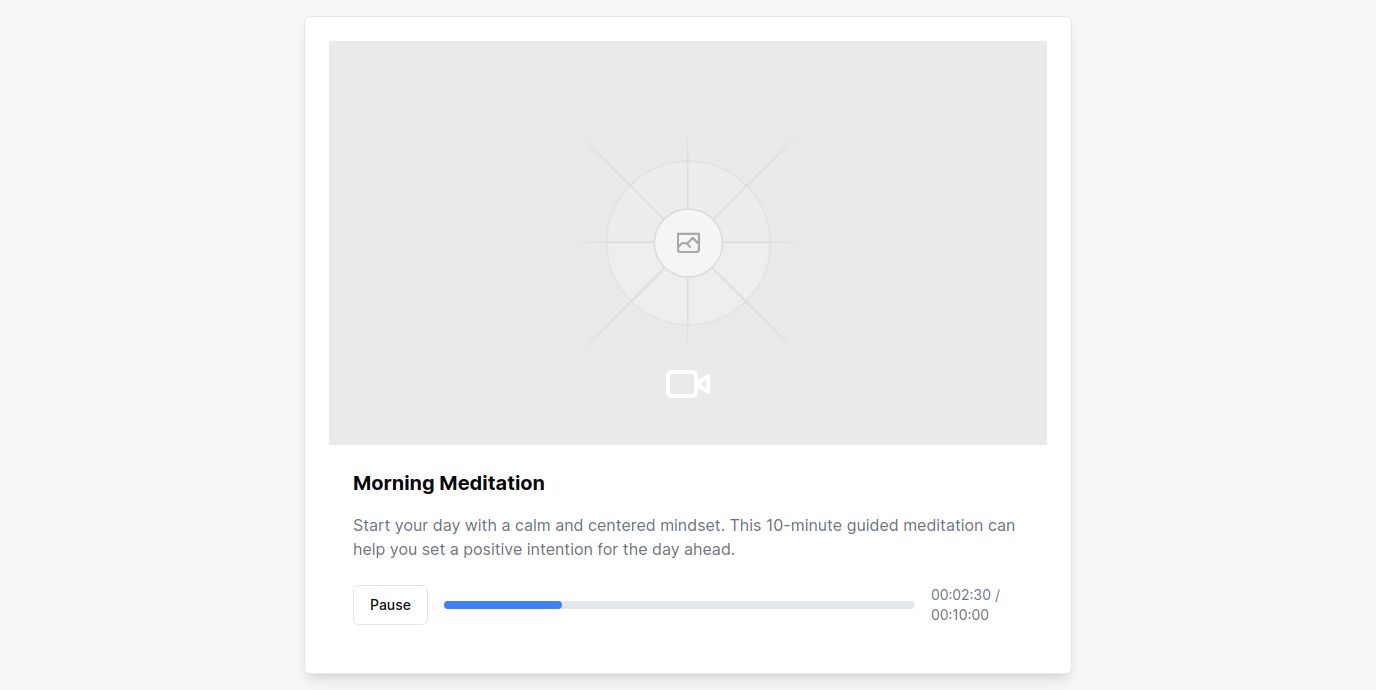 Morning Meditation
Start your day with a calm and centered mindset. This 10-minute guided meditation can
help you set a positive intention for the day ahead.
Pause
00:02:30 /
00:10:00